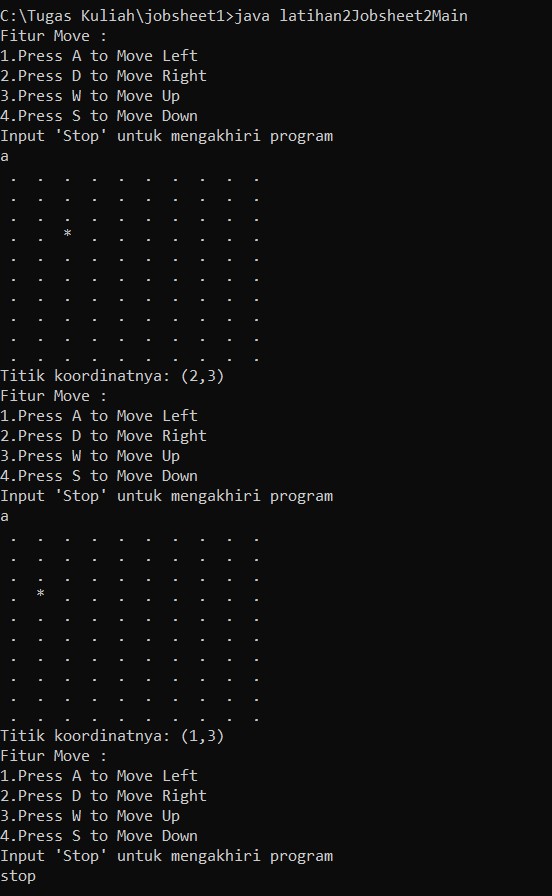 C:\Tugas Kuliah\jobsheet1>java latihan2Jobsheet2Main
Fitur Move :
1.Press A to Move Left
2.Press D to Move Right
3.Press W to Move Up
4.Press S to Move Down
Input 'Stop' untuk mengakhiri program
a
 .  .  .  .  .  .  .  .  .  .
 .  .  .  .  .  .  .  .  .  .
 .  .  .  .  .  .  .  .  .  .
 .  .  *  .  .  .  .  .  .  .
 .  .  .  .  .  .  .  .  .  .
 .  .  .  .  .  .  .  .  .  .
 .  .  .  .  .  .  .  .  .  .
 .  .  .  .  .  .  .  .  .  .
 .  .  .  .  .  .  .  .  .  .
 .  .  .  .  .  .  .  .  .  .
Titik koordinatnya: (2,3)
Fitur Move :
1.Press A to Move Left
2.Press D to Move Right
3.Press W to Move Up
4.Press S to Move Down
Input 'Stop' untuk mengakhiri program
a
 .  .  .  .  .  .  .  .  .  .
 .  .  .  .  .  .  .  .  .  .
 .  .  .  .  .  .  .  .  .  .
 .  *  .  .  .  .  .  .  .  .
 .  .  .  .  .  .  .  .  .  .
 .  .  .  .  .  .  .  .  .  .
 .  .  .  .  .  .  .  .  .  .
 .  .  .  .  .  .  .  .  .  .
 .  .  .  .  .  .  .  .  .  .
 .  .  .  .  .  .  .  .  .  .
Titik koordinatnya: (1,3)
Fitur Move :
1.Press A to Move Left
2.Press D to Move Right
3.Press W to Move Up
4.Press S to Move Down
Input 'Stop' untuk mengakhiri program
stop